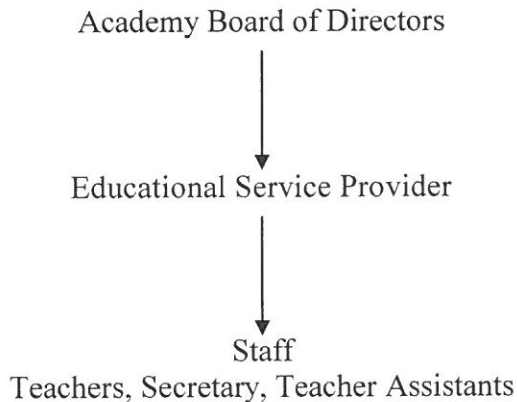 Academy Board of Directors
Educational Service Provider
Staff
Teachers, Secretary, Teacher Assistants